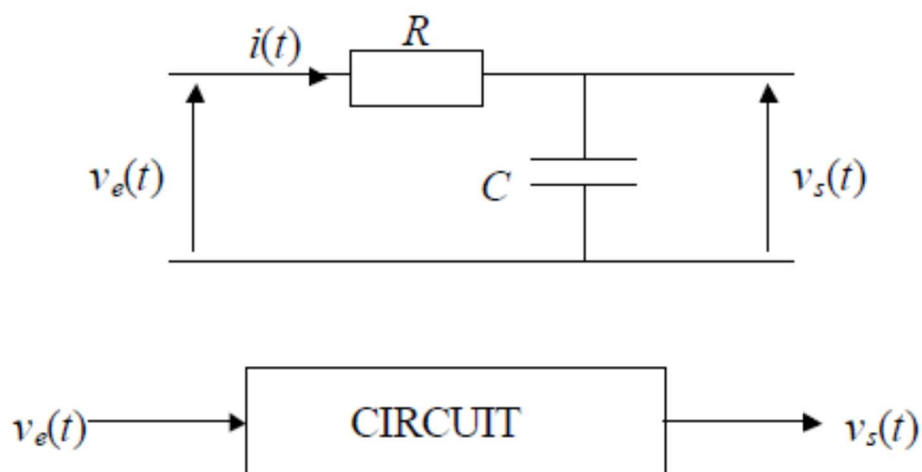 R
i(t)
v_e(t)
C
v_s(t)
v_e(t)
CIRCUIT
v_s(t)